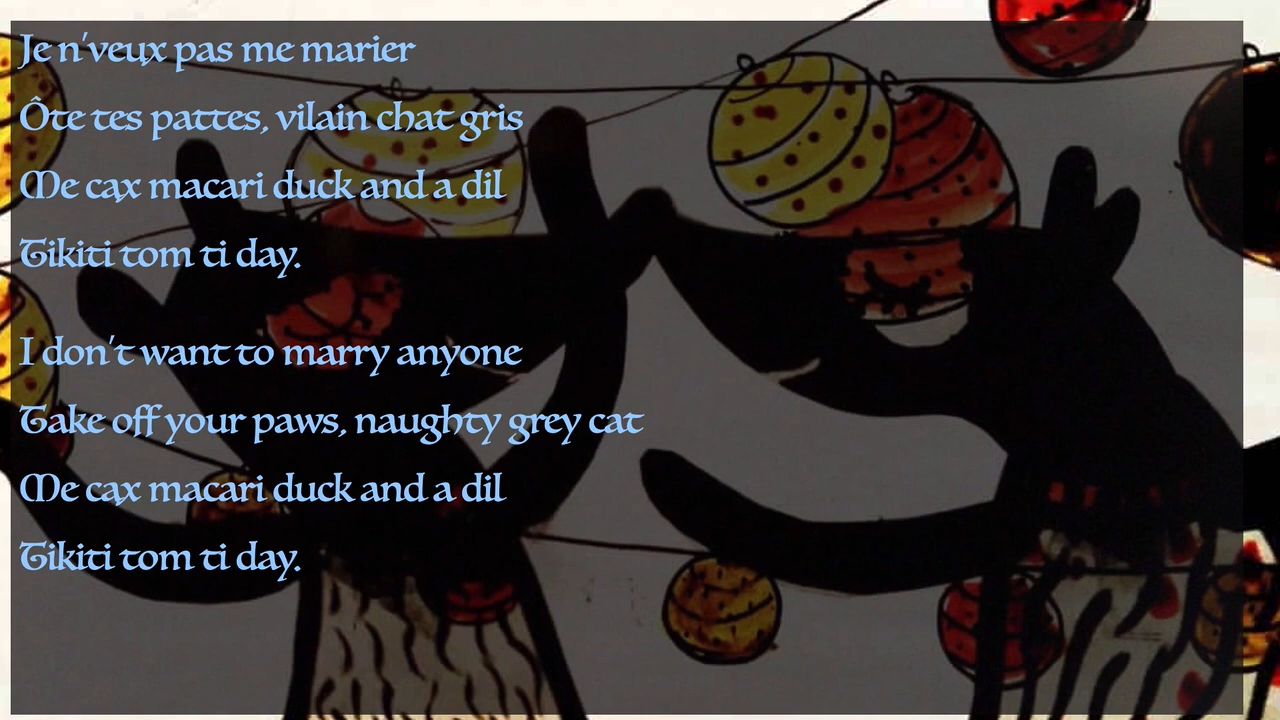 Je n'veux pas me marier
Ôte tes pattes, vilain chat gris
Me cax macari duck and a dil
Tikiti tom ti day.
I don't want to marry anyone
Take off your paws, naughty grey cat
Me cax macari duck and a dil
Tikiti tom ti day.